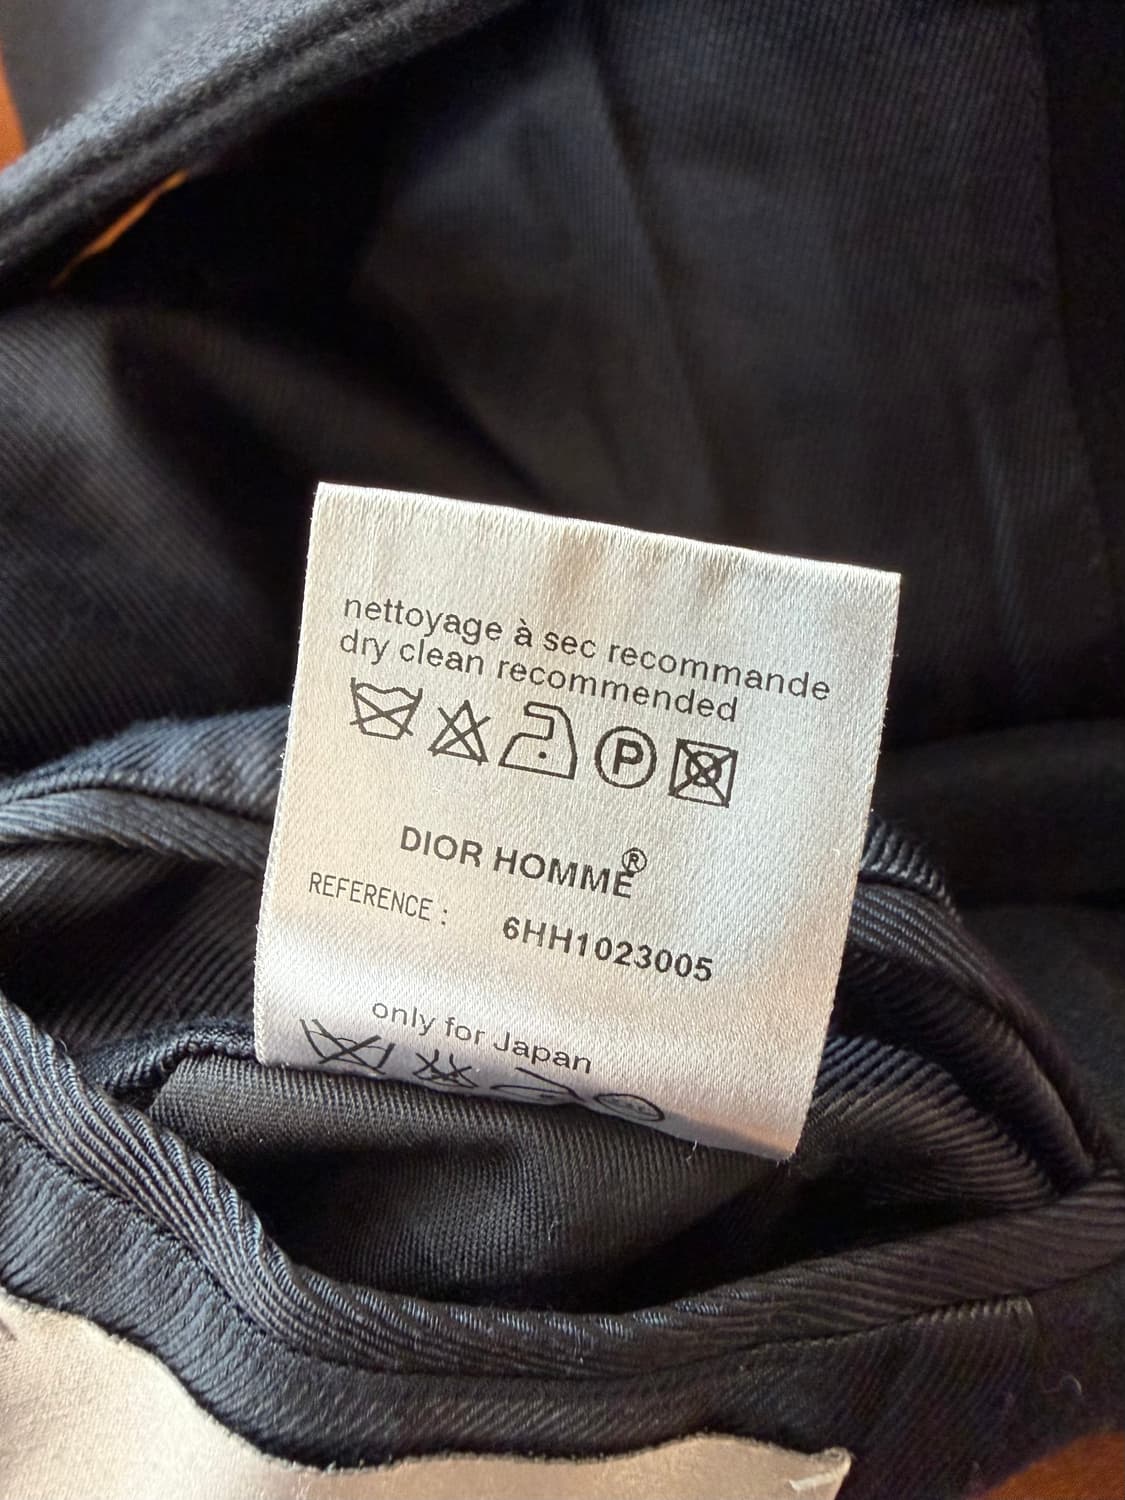 nettoyage à sec recommande
dry clean recommended
P
DIOR HOMME®
REFERENCE : 6HH1023005
only for Japan